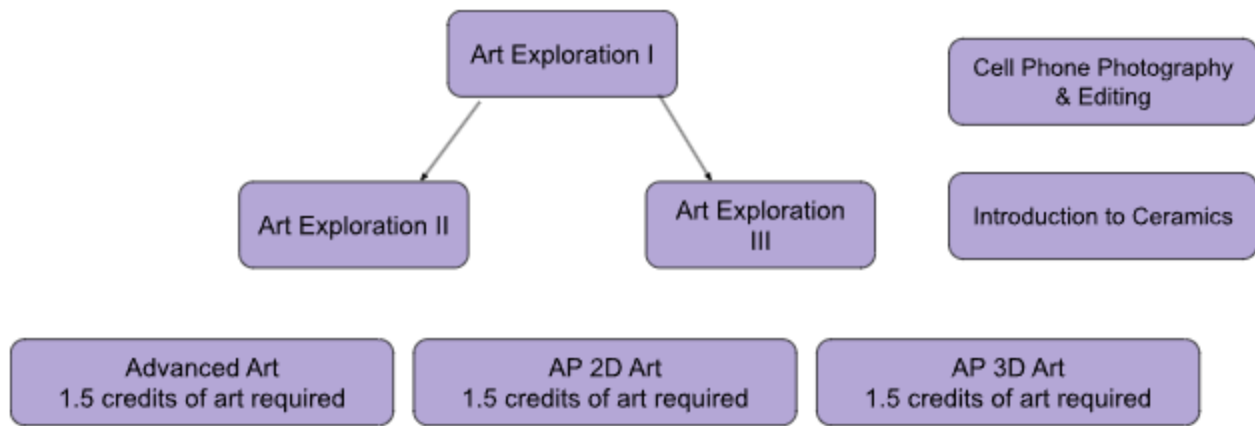 Art Exploration I
Cell Phone Photography
& Editing
Art Exploration II
Art Exploration
III
Introduction to Ceramics
Advanced Art
1.5 credits of art required
AP 2D Art
1.5 credits of art required
AP 3D Art
1.5 credits of art required